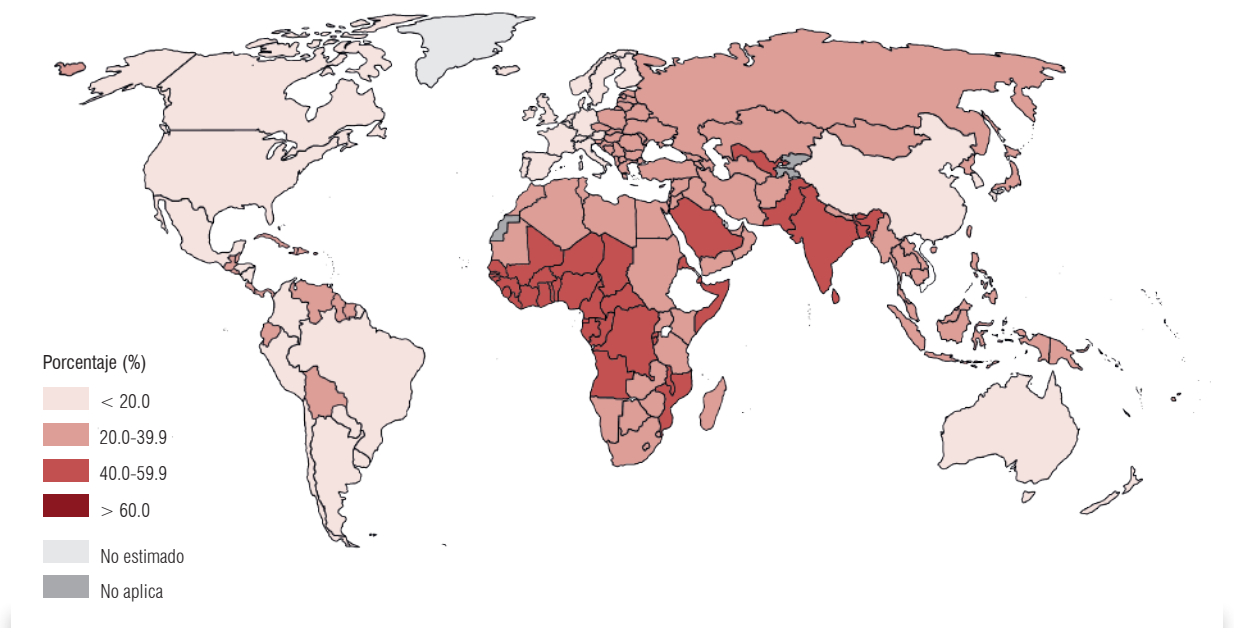 Porcentaje (%)
< 20.0
20.0-39.9
40.0-59.9
> 60.0
No estimado
No aplica